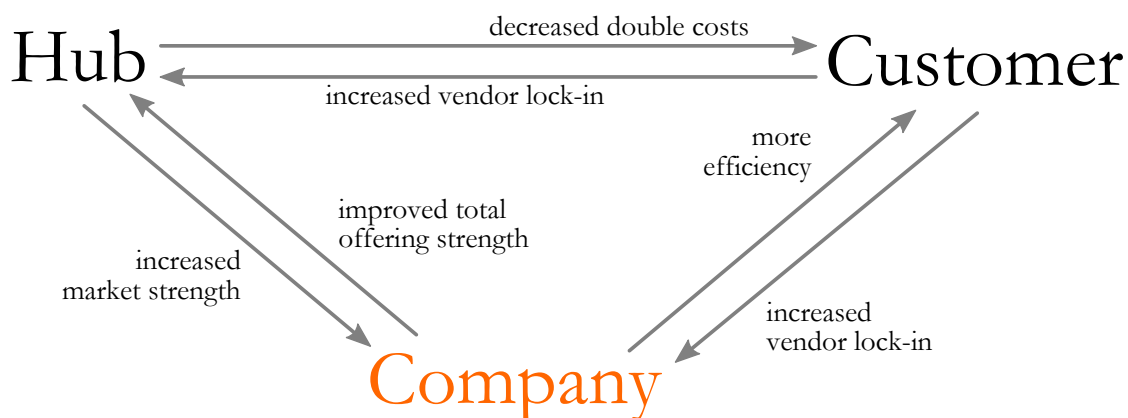 decreased double costs
Hub
Customer
increased vendor lock-in
more
efficiency
improved total
offering strength
increased
market strength
increased
vendor lock-in
Company